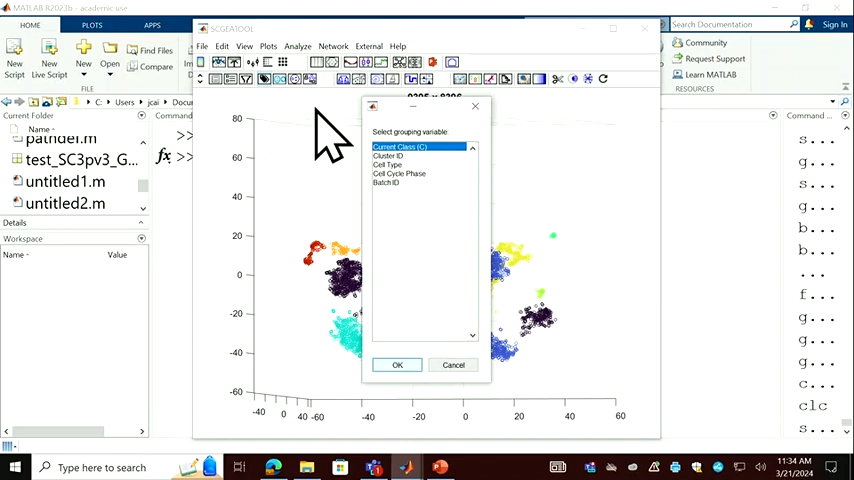 MATLAB R2023b - academic use
HOME
PLOTS
APPS
Search Documentation
Sign In
New
Script
New
Live Script
New
Open
Find Files
Compare
FILE
Community
Request Support
Learn MATLAB
RESOURCES
C:
Users
jcai
Current Folder
Name
pathdef.m
test_SC3pv3_G...
untitled1.m
untitled2.m
Details
Workspace
Name
Value
>>
fx >>
SCGEATOOL
File Edit View Plots Analyze Network External Help
80
60
40
20
0
-20
-40
-60
-40
0
40
-60
-40
-20
0
20
40
60
Select grouping variable:
Current Class (C)
Cluster ID
Cell Type
Cell Cycle Phase
Batch ID
OK
Cancel
Command ...
s...
g...
s...
g...
b...
b...
...
f...
g...
g...
g...
c...
clc
s...
Type here to search
11:34 AM
3/21/2024